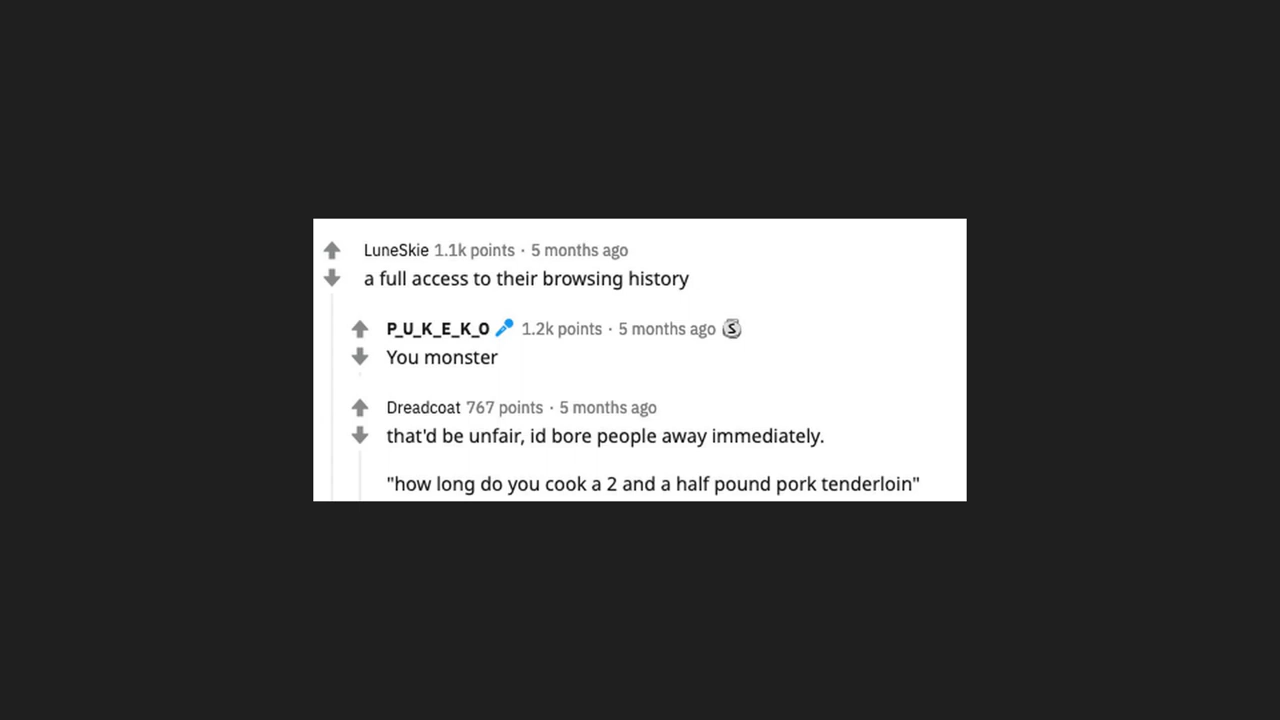 LuneSkie 1.1k points · 5 months ago
a full access to their browsing history
P_U_K_E_K_O 1.2k points · 5 months ago S
You monster
Dreadcoat 767 points · 5 months ago
that'd be unfair, id bore people away immediately.
"how long do you cook a 2 and a half pound pork tenderloin"